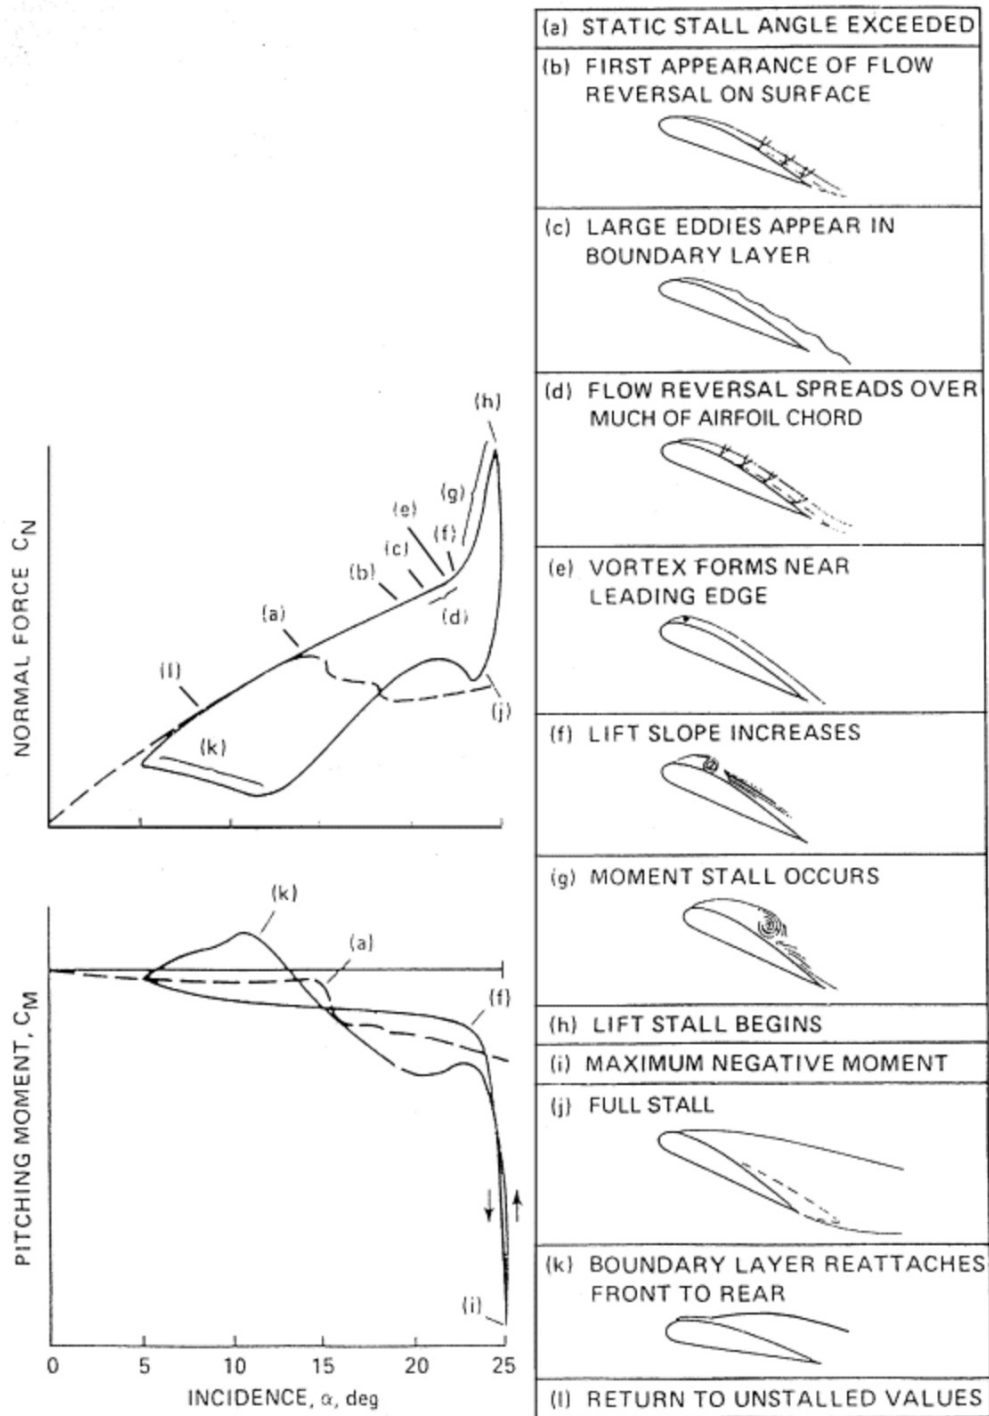 (a) STATIC STALL ANGLE EXCEEDED
(b) FIRST APPEARANCE OF FLOW
REVERSAL ON SURFACE
(c) LARGE EDDIES APPEAR IN
BOUNDARY LAYER
(d) FLOW REVERSAL SPREADS OVER
MUCH OF AIRFOIL CHORD
(e) VORTEX FORMS NEAR
LEADING EDGE
(f) LIFT SLOPE INCREASES
(g) MOMENT STALL OCCURS
(h) LIFT STALL BEGINS
(i) MAXIMUM NEGATIVE MOMENT
(j) FULL STALL
(k) BOUNDARY LAYER REATTACHES
FRONT TO REAR
(l) RETURN TO UNSTALLED VALUES
NORMAL FORCE CN
(h)
(g)
(e)
(f)
(c)
(b)
(d)
(a)
(l)
(j)
(k)
PITCHING MOMENT, CM
(k)
(a)
(f)
(i)
0 5 10 15 20 25
INCIDENCE, α, deg